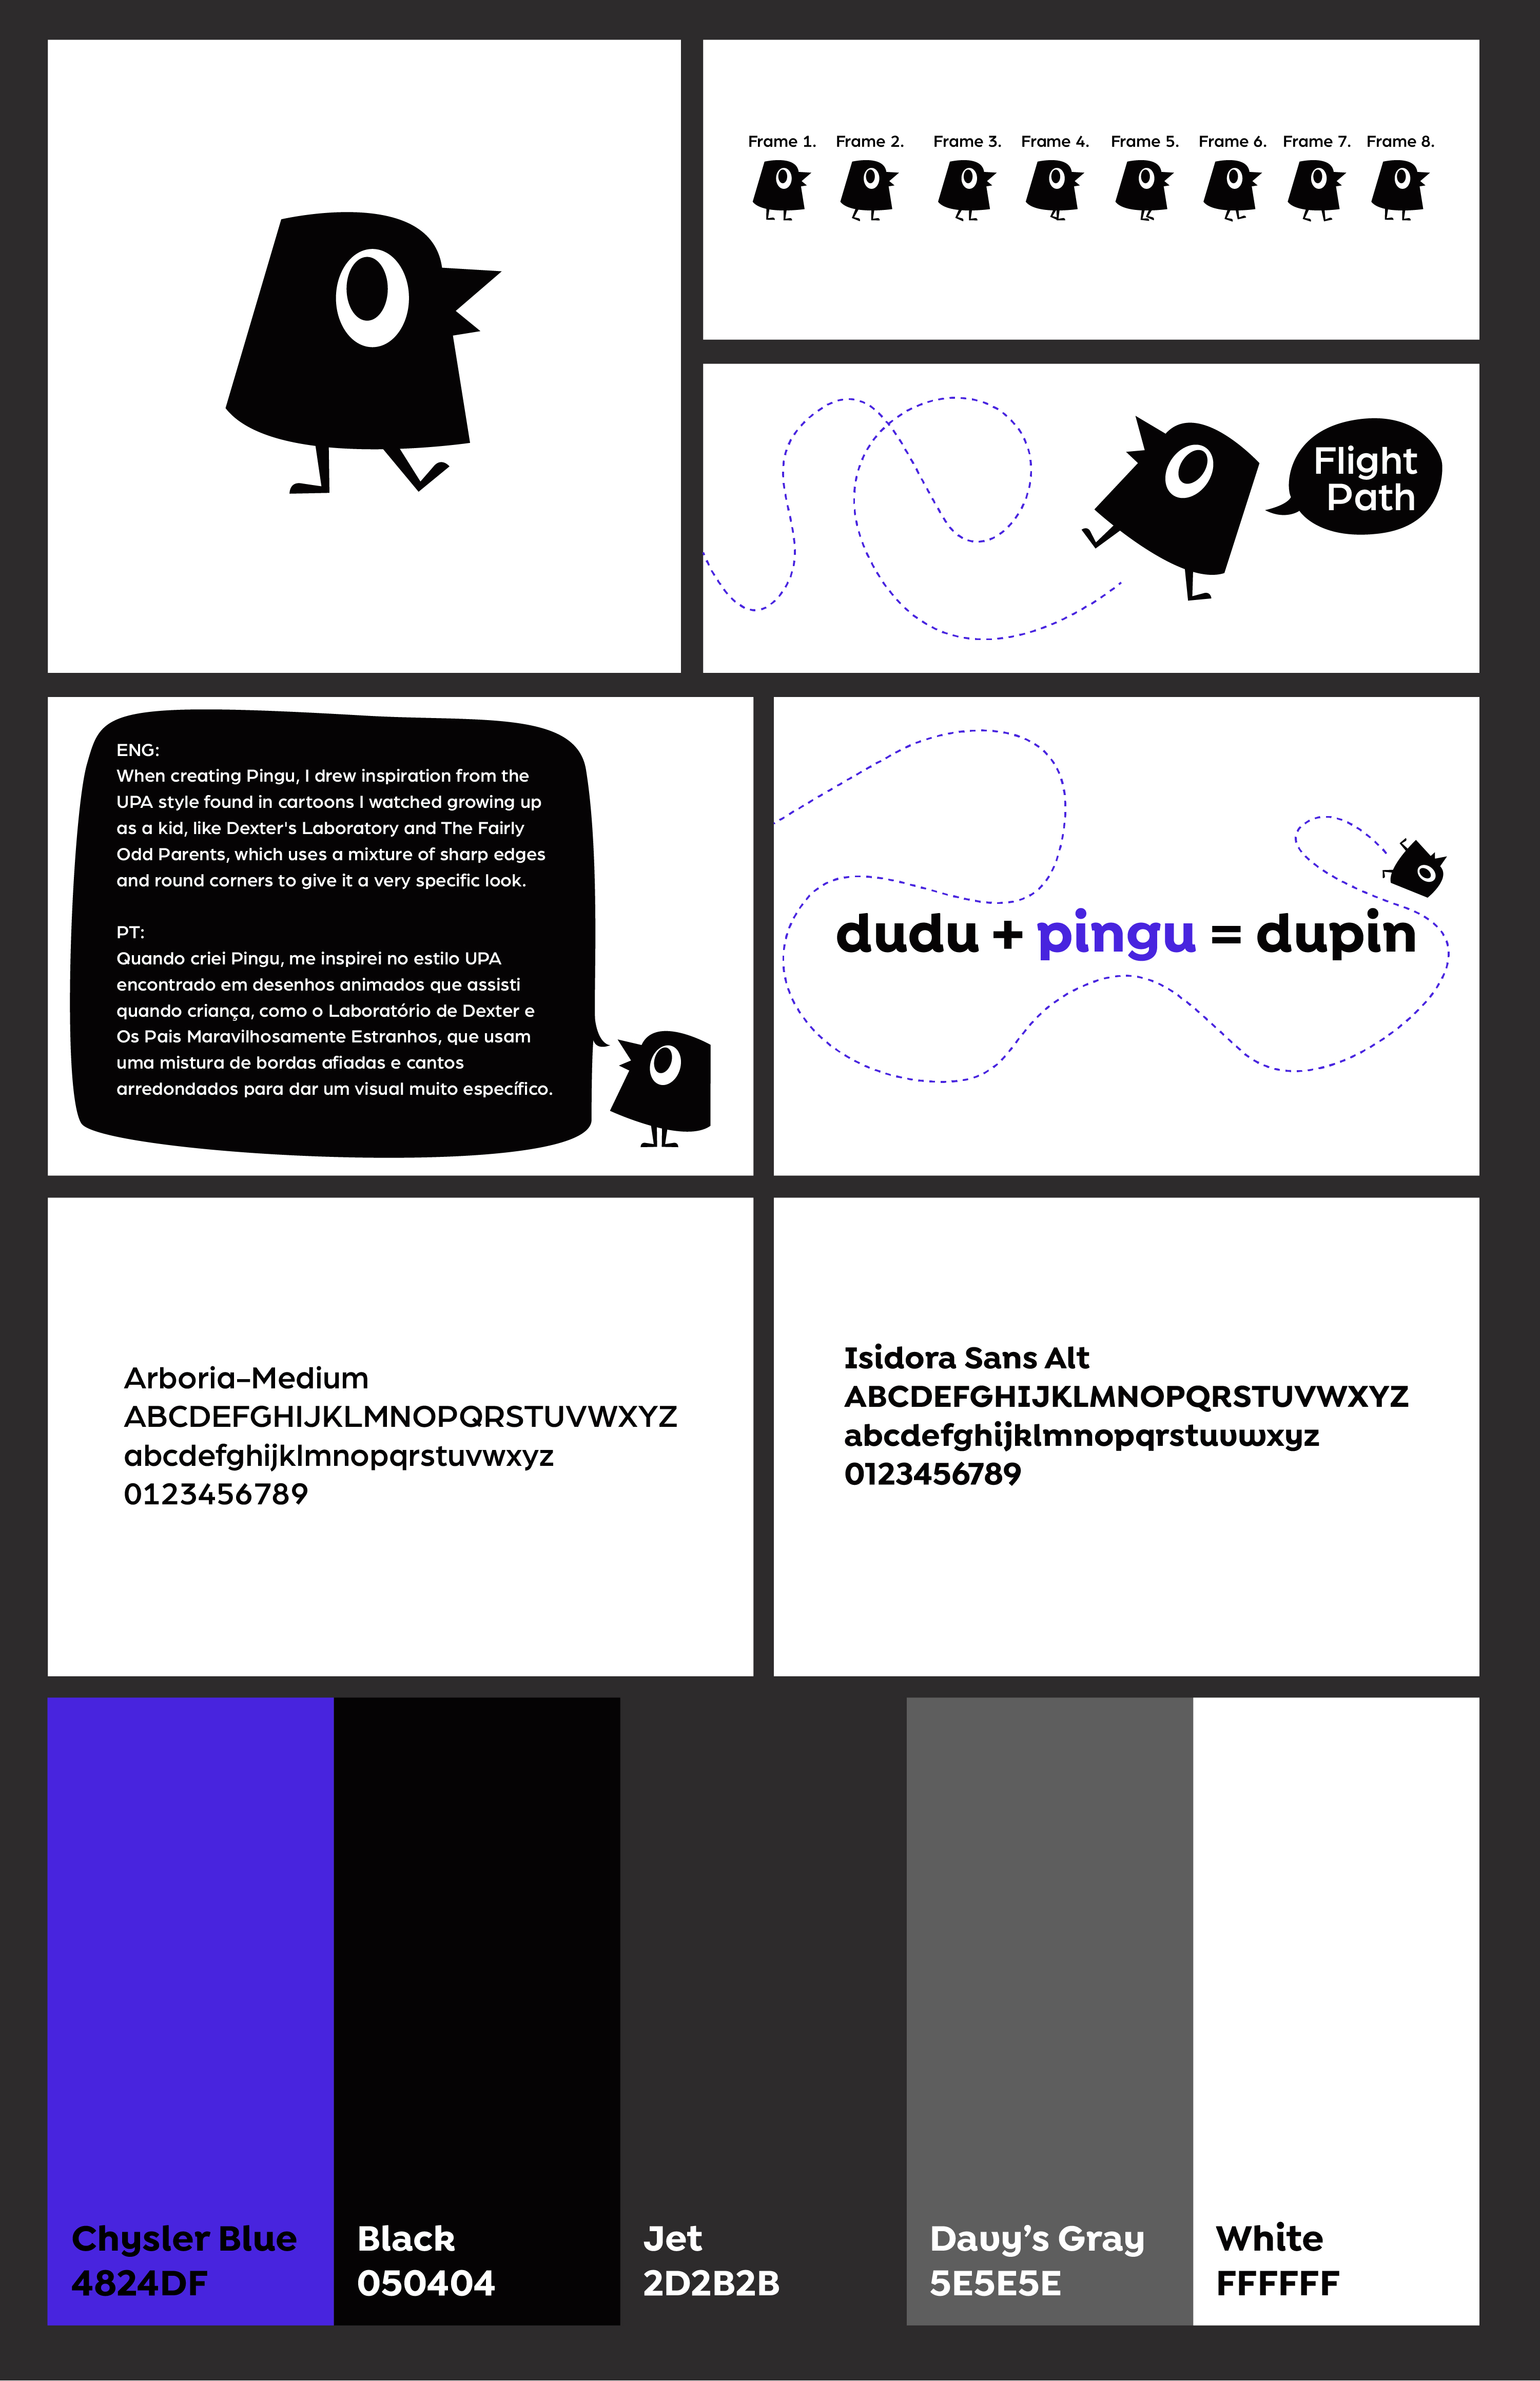 Frame 1. Frame 2. Frame 3. Frame 4. Frame 5. Frame 6. Frame 7. Frame 8.
Flight
Path
ENG:
When creating Pingu, I drew inspiration from the
UPA style found in cartoons I watched growing up
as a kid, like Dexter's Laboratory and The Fairly
Odd Parents, which uses a mixture of sharp edges
and round corners to give it a very specific look.
PT:
Quando criei Pingu, me inspirei no estilo UPA
encontrado em desenhos animados que assisti
quando criança, como o Laboratório de Dexter e
Os Pais Maravilhosamente Estranhos, que usam
uma mistura de bordas afiadas e cantos
arredondados para dar um visual muito específico.
dudu + pingu = dupin
Arboria-Medium
ABCDEFGHIJKLMNOPQRSTUVWXYZ
abcdefghijklmnopqrstuvwxyz
0123456789
Isidora Sans Alt
ABCDEFGHIJKLMNOPQRSTUVWXYZ
abcdefghijklmnopqrstuvwxyz
0123456789
Chysler Blue
4824DF
Black
050404
Jet
2D2B2B
Davy's Gray
5E5E5E
White
FFFFFF